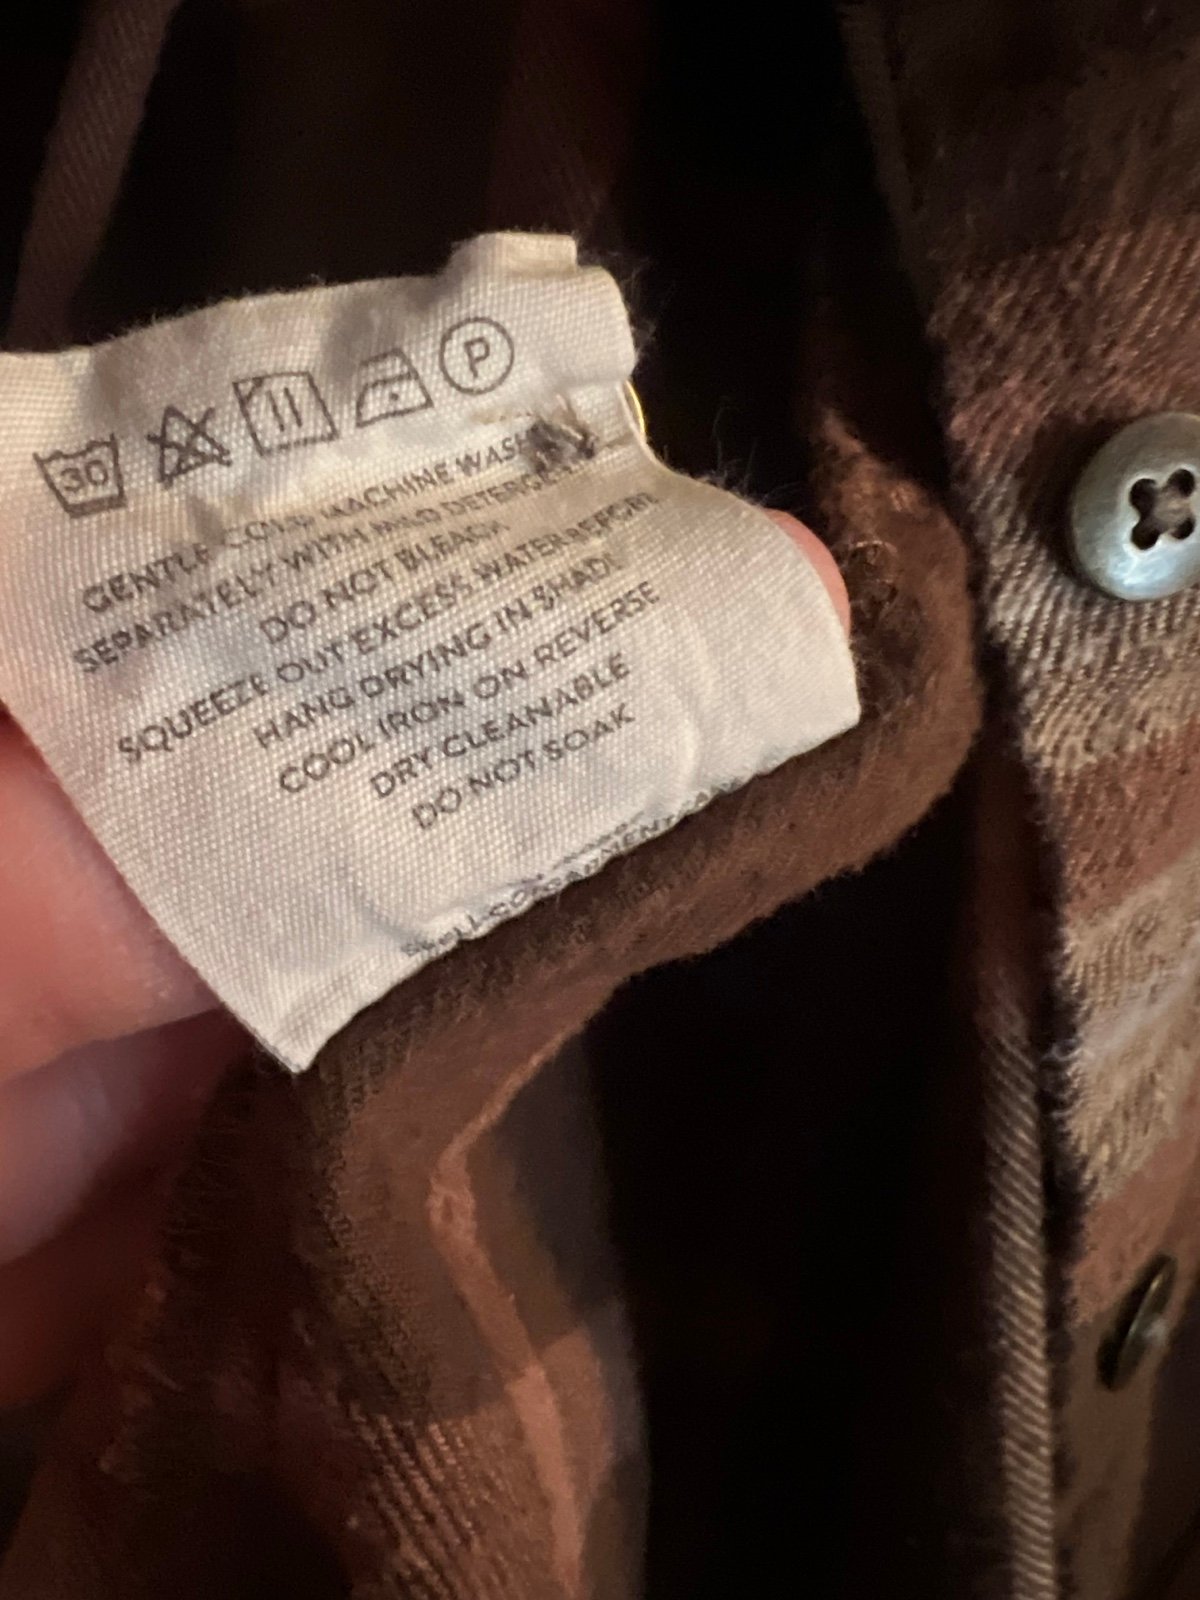 30 P
GENTLE COLD MACHINE WASH
SEPARATELY WITH MILD DETERGENT
DO NOT BLEACH
SQUEEZE OUT EXCESS WATER BEFORE
HANG DRYING IN SHADE
COOL IRON ON REVERSE
DRY CLEANABLE
DO NOT SOAK